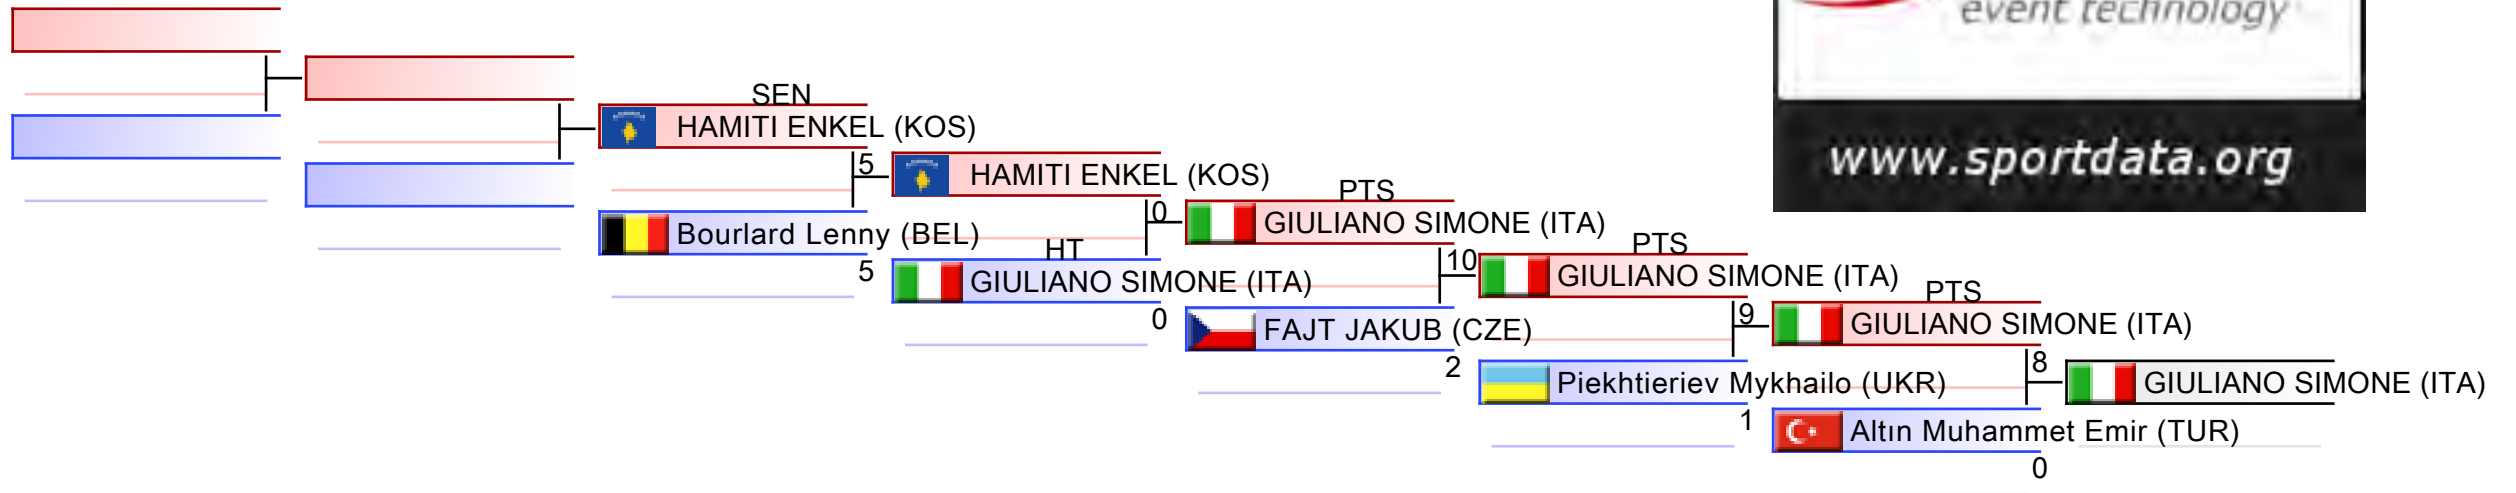 event technology
www.sportdata.org
SEN
HAMITI ENKEL (KOS)
5
Bourlard Lenny (BEL)
5
HAMITI ENKEL (KOS)
0
HT
GIULIANO SIMONE (ITA)
0
PTS
GIULIANO SIMONE (ITA)
10
FAJT JAKUB (CZE)
2
PTS
GIULIANO SIMONE (ITA)
9
Piekhtieriev Mykhailo (UKR)
1
PTS
GIULIANO SIMONE (ITA)
8
Altın Muhammet Emir (TUR)
0
GIULIANO SIMONE (ITA)